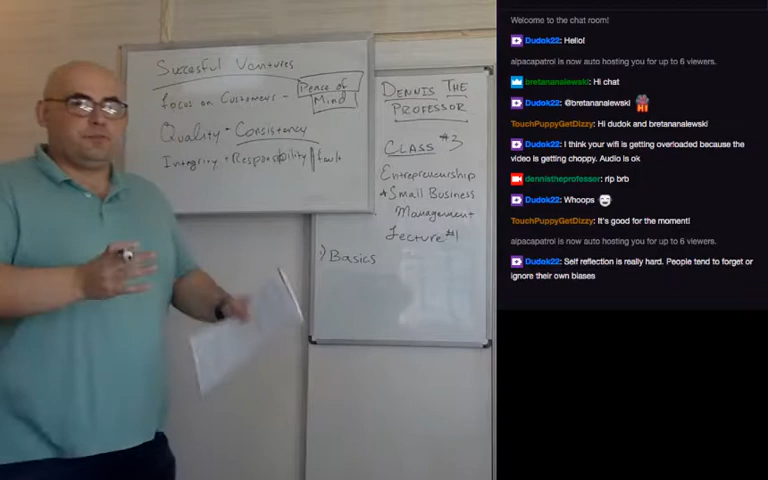 Succesful Ventures
focus on Customers - Peace of
Mind
Quality - Consistency
Integrity + Responsibility | fault
DENNIS THE
PROFESSOR
CLASS #3
Entrepreneurship
+ Small Business
Management
Lecture #1
1) Basics
Welcome to the chat room!
Dudok22: Hello!
alpacapatrol is now auto hosting you for up to 6 viewers.
bretananalewski: Hi chat
Dudok22: @bretananalewski HI
TouchPuppyGetDizzy: Hi dudok and bretananalewski
Dudok22: I think your wifi is getting overloaded because the
video is getting choppy. Audio is ok
dennistheprofessor: rip brb
Dudok22: Whoops
TouchPuppyGetDizzy: It's good for the moment!
alpacapatrol is now auto hosting you for up to 6 viewers.
Dudok22: Self reflection is really hard. People tend to forget or
ignore their own biases